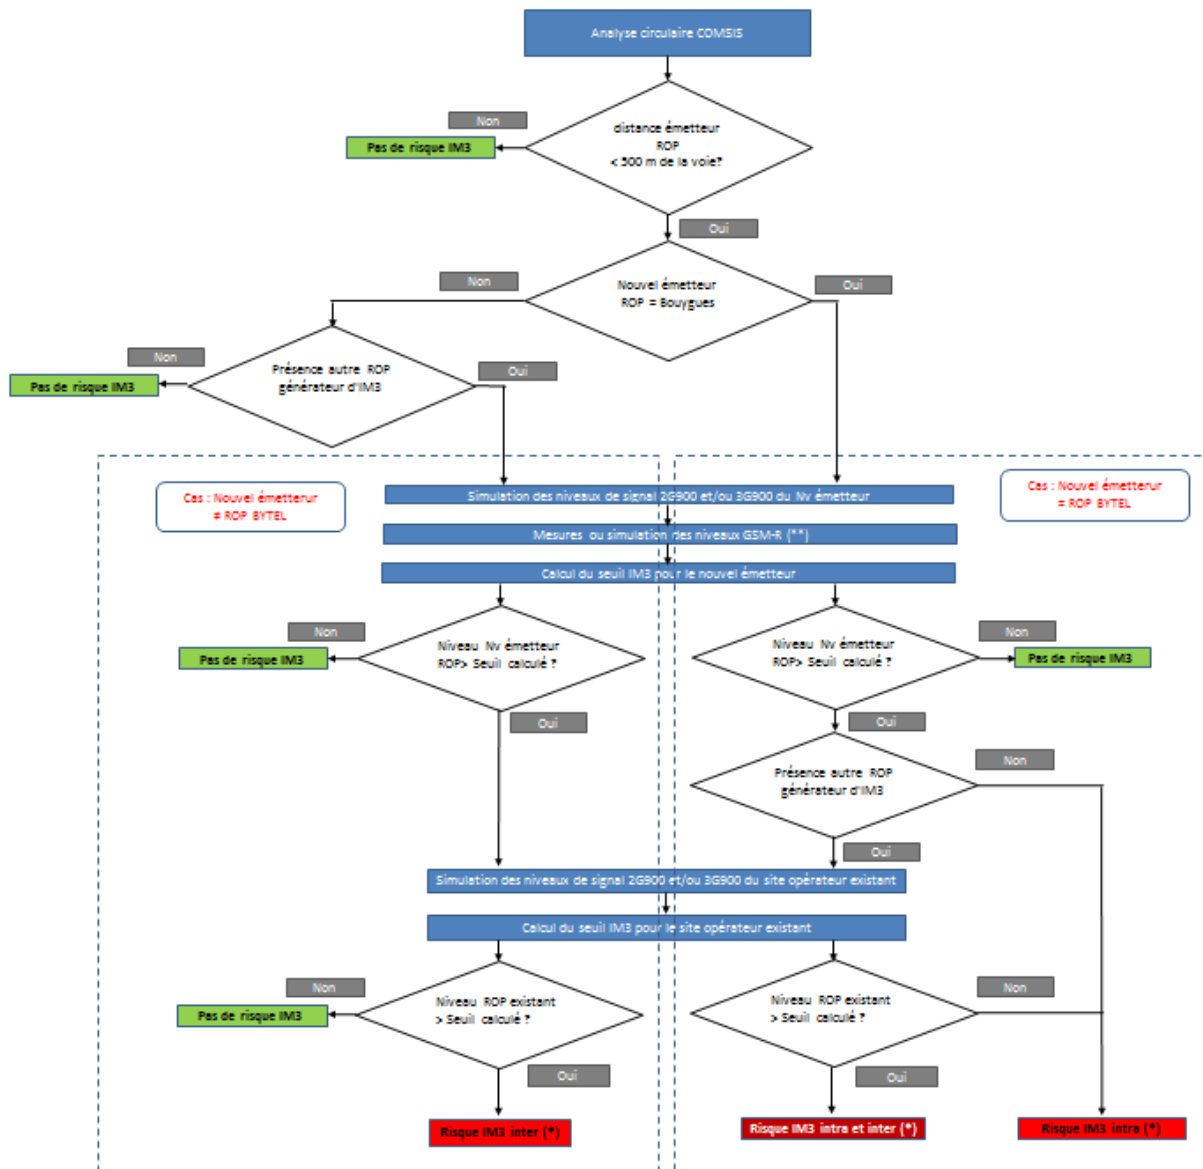 Analyse circulaire COMSIS
distance émetteur
ROP
< 500 m de la voie?
Non
Pas de risque IM3
Oui
Nouvel émetteur
ROP = Bouygues
Non
Oui
Présence autre ROP
générateur d'IM3
Non
Pas de risque IM3
Oui
Cas : Nouvel émetterur
≠ ROP BYTEL
Cas : Nouvel émetterur
= ROP BYTEL
Simulation des niveaux de signal 2G900 et/ou 3G900 du Nv émetteur
Mesures ou simulation des niveaux GSM-R (**)
Calcul du seuil IM3 pour le nouvel émetteur
Niveau Nv émetteur
ROP> Seuil calculé ?
Non
Pas de risque IM3
Oui
Niveau Nv émetteur
ROP> Seuil calculé ?
Non
Pas de risque IM3
Oui
Présence autre ROP
générateur d'IM3
Non
Oui
Simulation des niveaux de signal 2G900 et/ou 3G900 du site opérateur existant
Calcul du seuil IM3 pour le site opérateur existant
Niveau ROP existant
> Seuil calculé ?
Non
Pas de risque IM3
Oui
Niveau ROP existant
> Seuil calculé ?
Non
Oui
Risque IM3 inter (*)
Risque IM3 intra et inter (*)
Risque IM3 intra (*)